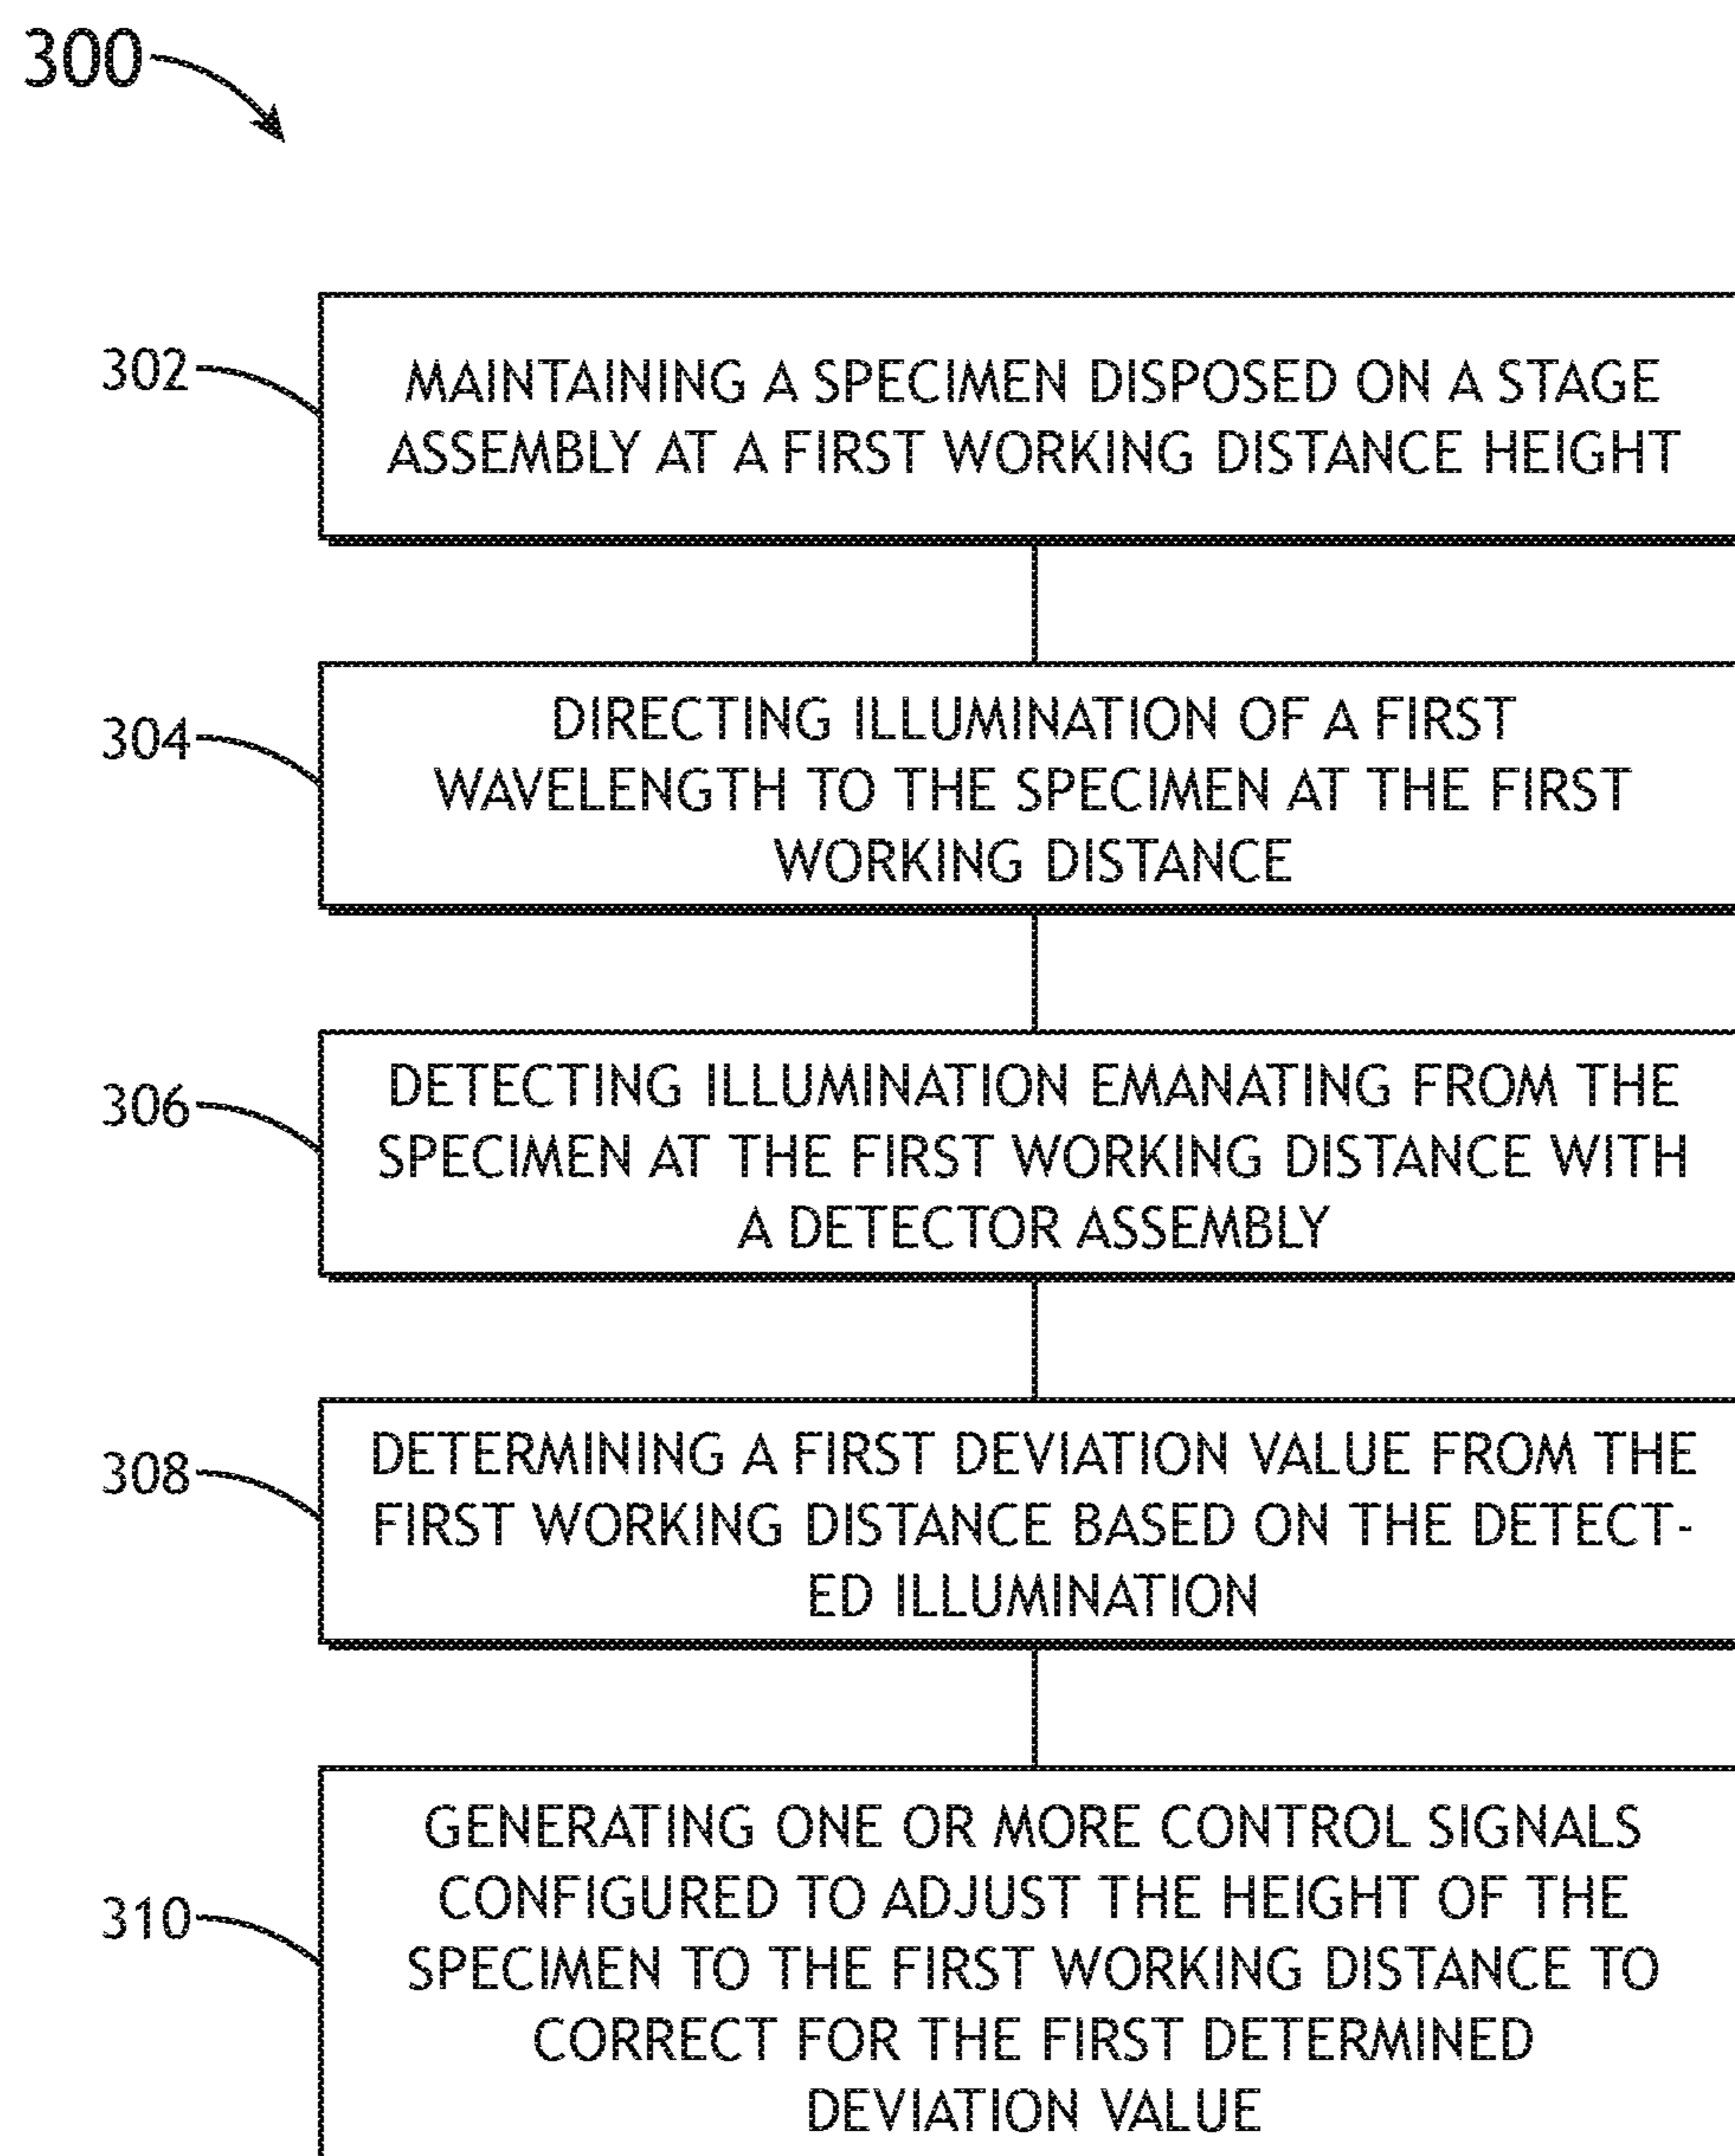 300
302
MAINTAINING A SPECIMEN DISPOSED ON A STAGE
ASSEMBLY AT A FIRST WORKING DISTANCE HEIGHT
304
DIRECTING ILLUMINATION OF A FIRST
WAVELENGTH TO THE SPECIMEN AT THE FIRST
WORKING DISTANCE
306
DETECTING ILLUMINATION EMANATING FROM THE
SPECIMEN AT THE FIRST WORKING DISTANCE WITH
A DETECTOR ASSEMBLY
308
DETERMINING A FIRST DEVIATION VALUE FROM THE
FIRST WORKING DISTANCE BASED ON THE DETECT-
ED ILLUMINATION
310
GENERATING ONE OR MORE CONTROL SIGNALS
CONFIGURED TO ADJUST THE HEIGHT OF THE
SPECIMEN TO THE FIRST WORKING DISTANCE TO
CORRECT FOR THE FIRST DETERMINED
DEVIATION VALUE